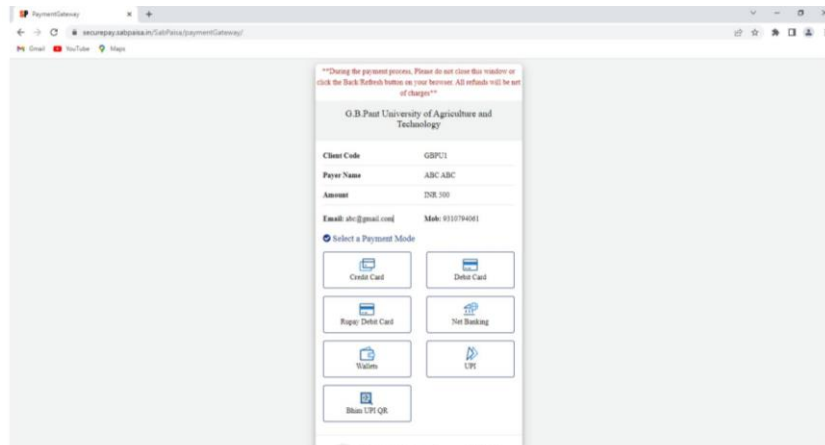 PaymentGateway
securepay.sabpaisa.in/SabPaisa/paymentGateway/
Gmail YouTube Maps
**During the payment process, Please do not close this window or
click the Back/Refresh button on your browser. All refunds will be net
of charges**
G.B.Pant University of Agriculture and
Technology
Client Code GBPU1
Payer Name ABC ABC
Amount INR 500
Email: abc@gmail.com Mob: 9310794061
Select a Payment Mode
Credit Card Debit Card
Rupay Debit Card Net Banking
Wallets UPI
Bhim UPI QR